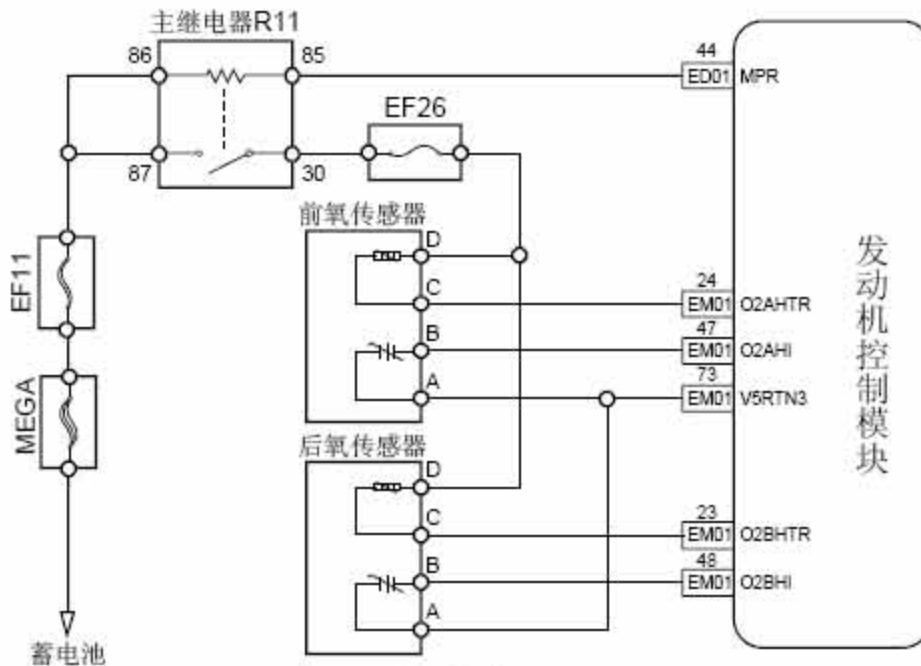 主继电器R11
86
85
87
30
EF26
44
ED01
MPR
EF11
MEGA
蓄电池
前氧传感器
D
C
B
A
24
EM01
O2AHTR
47
EM01
O2AHI
73
EM01
V5RTN3
后氧传感器
D
C
B
A
23
EM01
O2BHTR
48
EM01
O2BHI
发动机控制模块